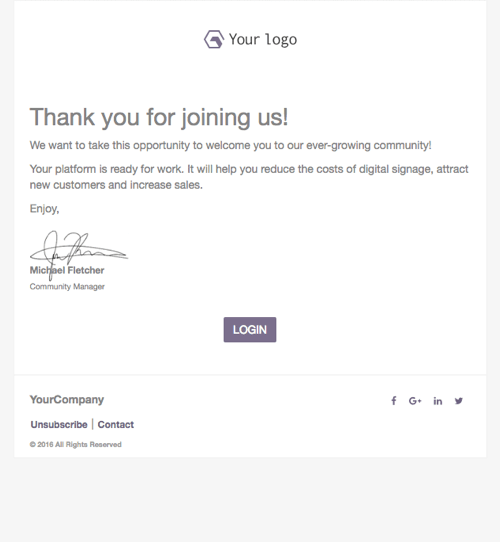 Your logo
Thank you for joining us!
We want to take this opportunity to welcome you to our ever-growing community!
Your platform is ready for work. It will help you reduce the costs of digital signage, attract
new customers and increase sales.
Enjoy,
Michael Fletcher
Community Manager
LOGIN
YourCompany
Unsubscribe | Contact
© 2016 All Rights Reserved